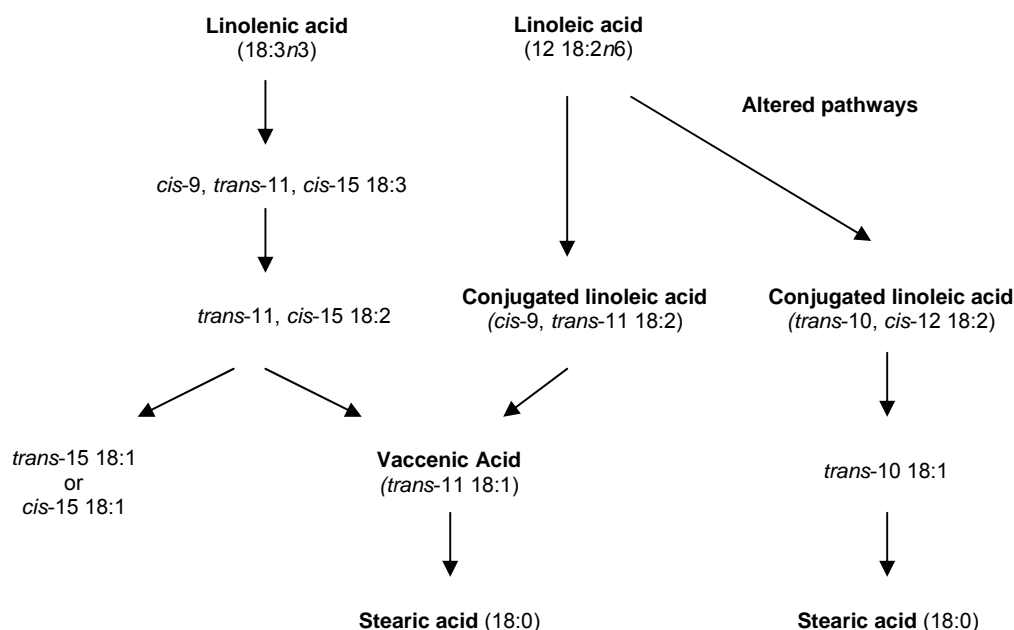 Linolenic acid
(18:3n3)
Linoleic acid
(12 18:2n6)
Altered pathways
cis-9, trans-11, cis-15 18:3
trans-11, cis-15 18:2
Conjugated linoleic acid
(cis-9, trans-11 18:2)
Conjugated linoleic acid
(trans-10, cis-12 18:2)
trans-15 18:1
or
cis-15 18:1
Vaccenic Acid
(trans-11 18:1)
trans-10 18:1
Stearic acid (18:0)
Stearic acid (18:0)